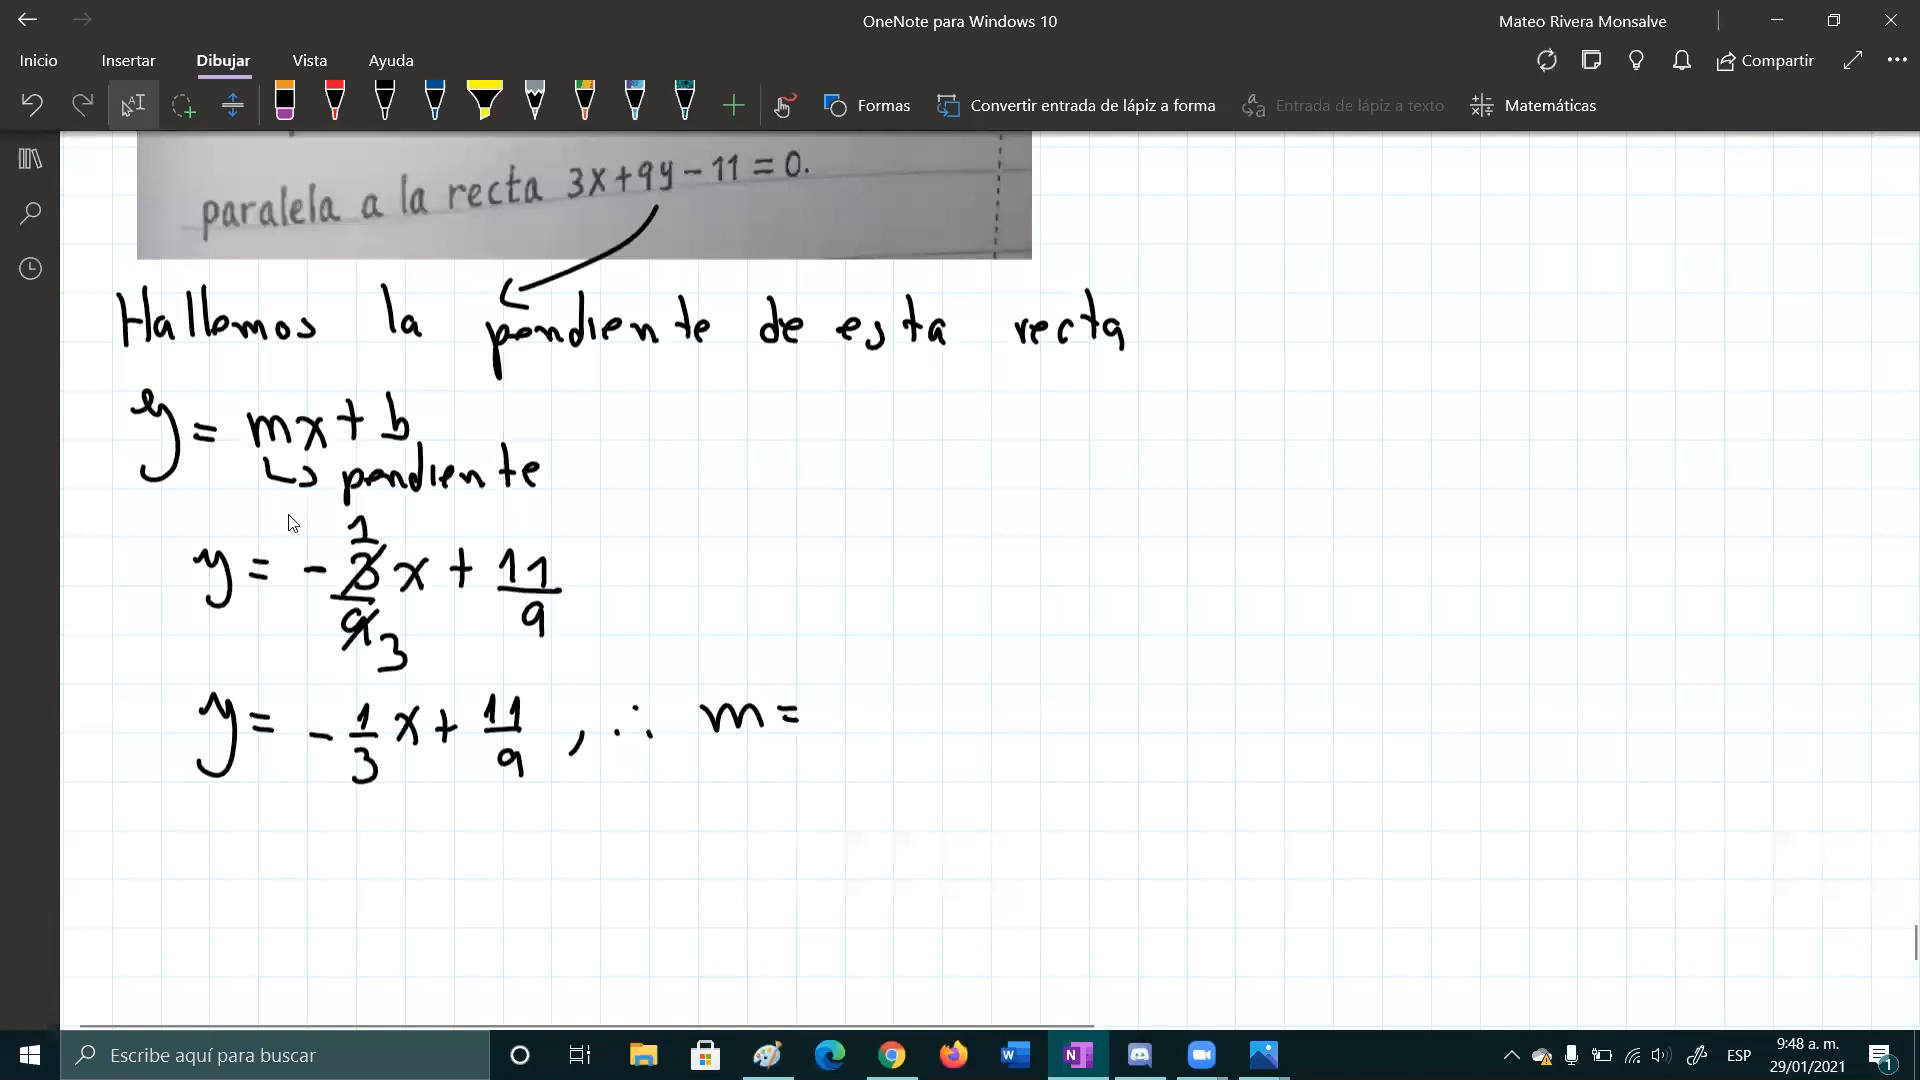 OneNote para Windows 10
Mateo Rivera Monsalve
Inicio Insertar Dibujar Vista Ayuda
Compartir
Formas Convertir entrada de lápiz a forma Entrada de lápiz a texto Matemáticas
paralela a la recta 3x+9y-11=0.
Hallemos la pendiente de esta recta
y = mx + b
↳ pendiente
1
y = -3/9 x + 11/9
3
y = -1/3 x + 11/9 , ∴ m =
Escribe aquí para buscar
ESP
9:48 a. m.
29/01/2021
1